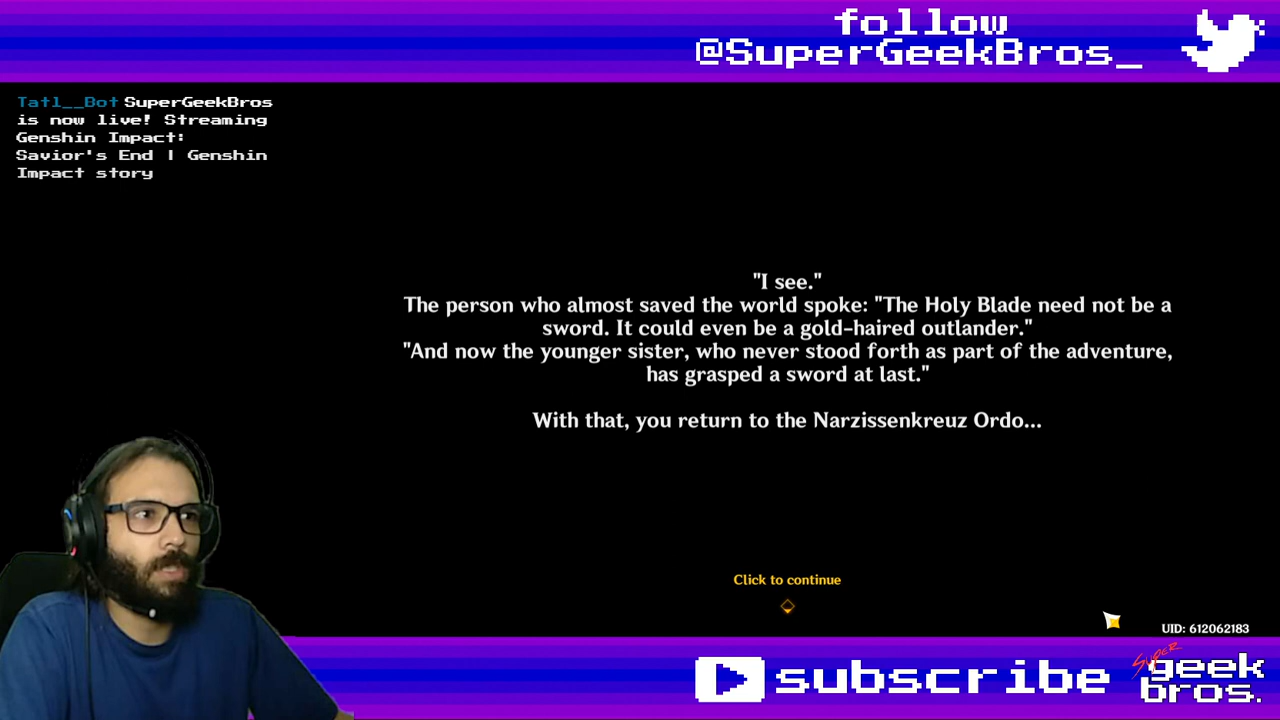 follow
@SuperGeekBros_
Tatl__Bot SuperGeekBros
is now live! Streaming
Genshin Impact:
Savior's End | Genshin
Impact story
"I see."
The person who almost saved the world spoke: "The Holy Blade need not be a
sword. It could even be a gold-haired outlander."
"And now the younger sister, who never stood forth as part of the adventure,
has grasped a sword at last."
With that, you return to the Narzissenkreuz Ordo...
Click to continue
UID: 612062183
subscribe
SUPER
geek
bros.